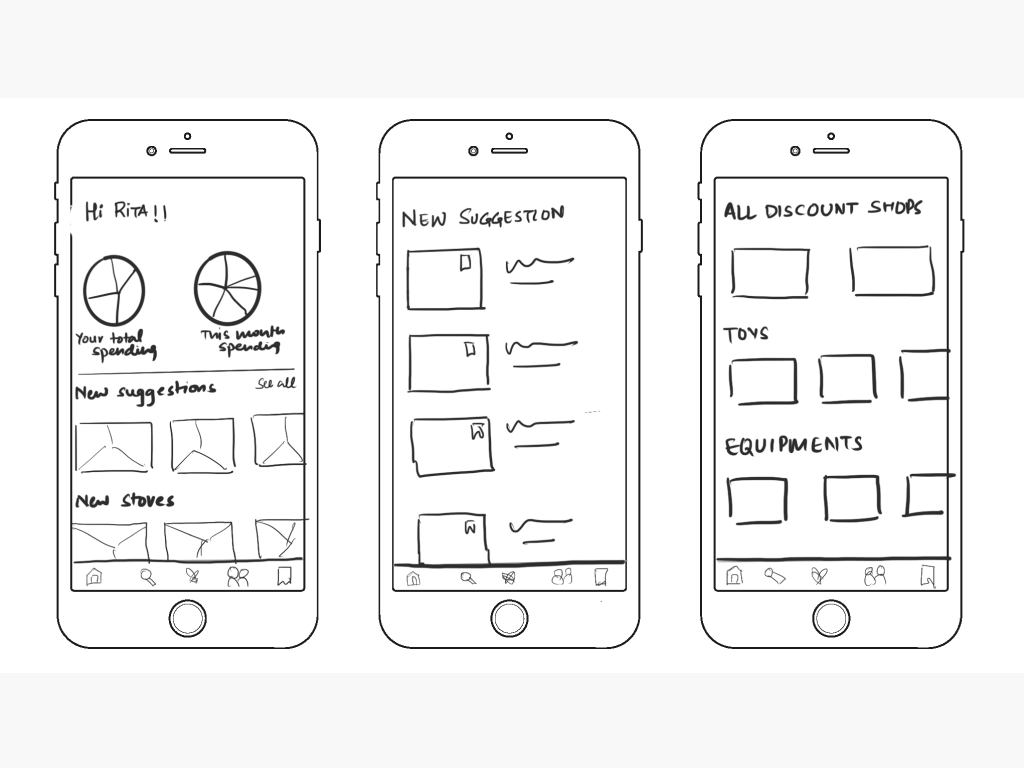 Hi RITA!!
Your total
spending
This month
spending
New suggestions
See all
New stores
NEW SUGGESTION
ALL DISCOUNT SHOPS
TOYS
EQUIPMENTS